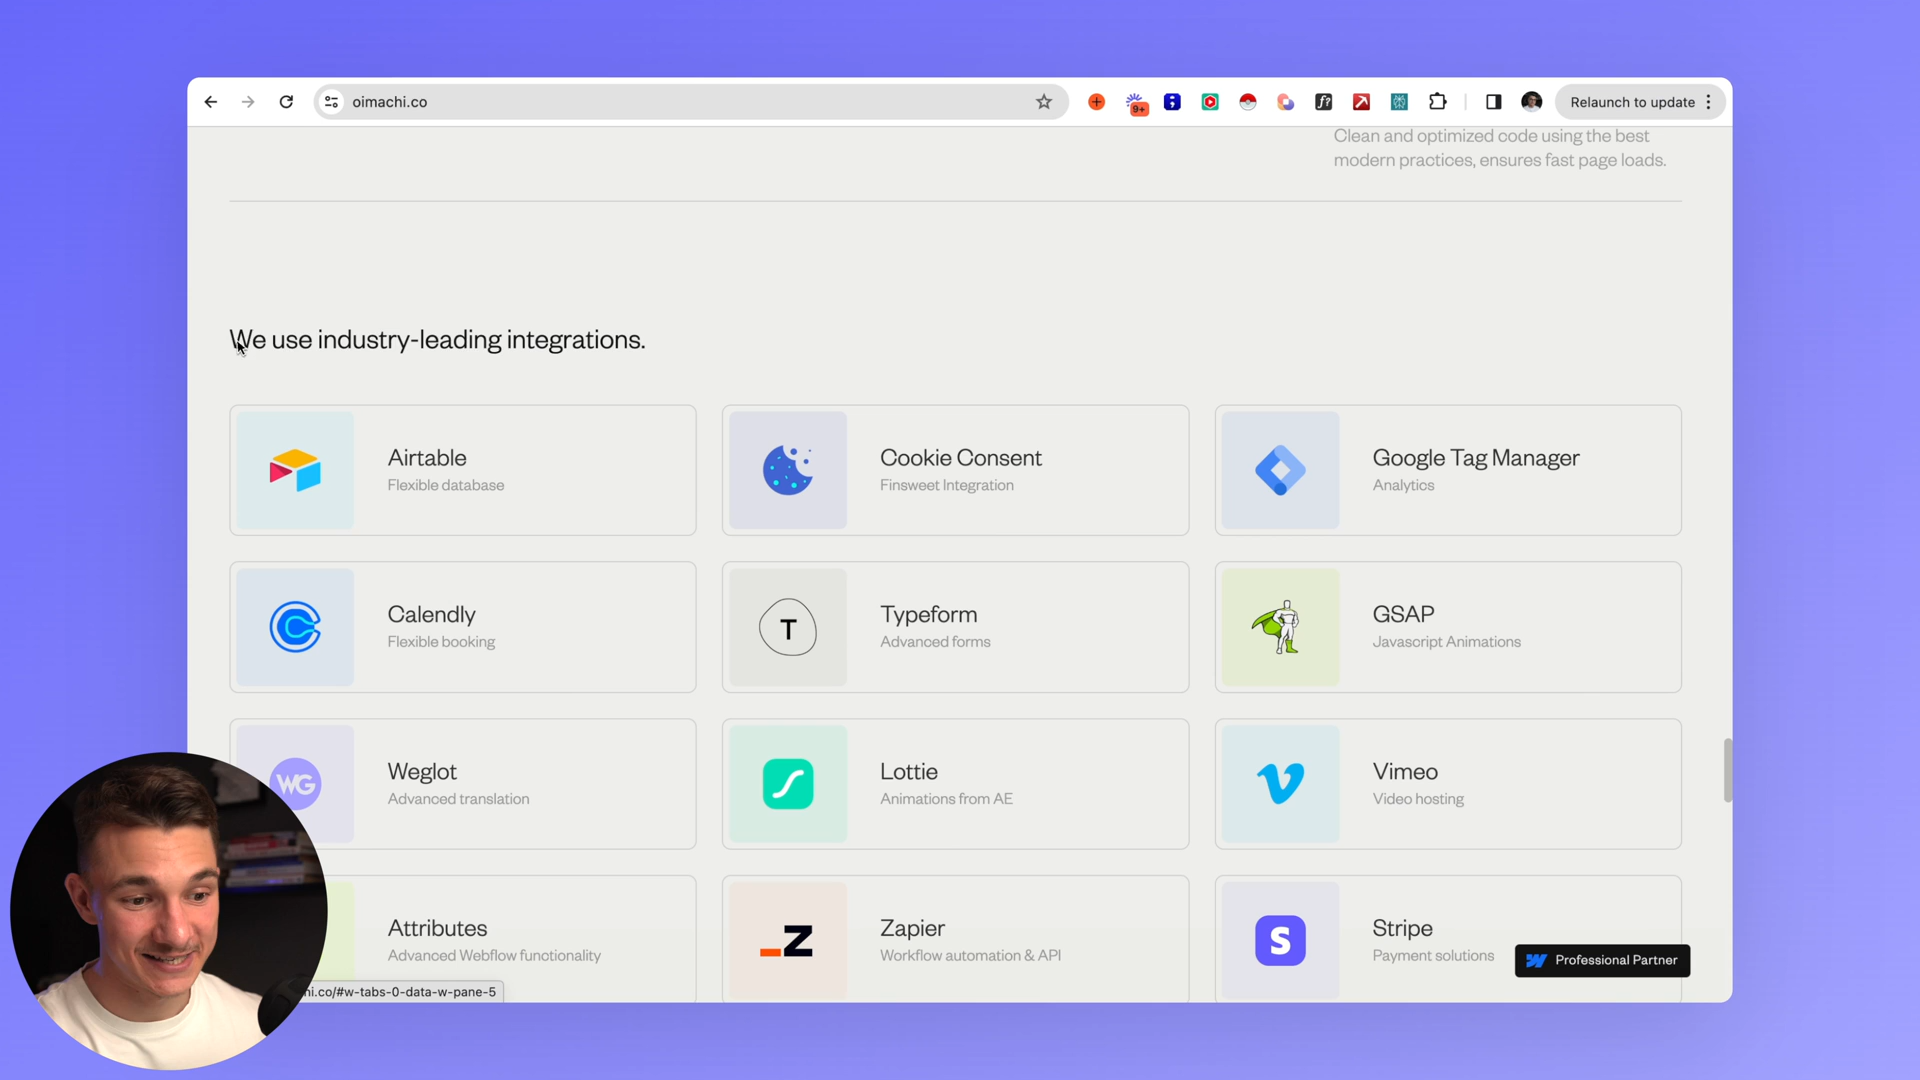 oimachi.co
9+
f?
Relaunch to update
Clean and optimized code using the best
modern practices, ensures fast page loads.
We use industry-leading integrations.
Airtable
Flexible database
Cookie Consent
Finsweet Integration
Google Tag Manager
Analytics
Calendly
Flexible booking
T
Typeform
Advanced forms
GSAP
Javascript Animations
WG
Weglot
Advanced translation
Lottie
Animations from AE
Vimeo
Video hosting
Attributes
Advanced Webflow functionality
Zapier
Workflow automation & API
S
Stripe
Payment solutions
Professional Partner
hi.co/#w-tabs-0-data-w-pane-5